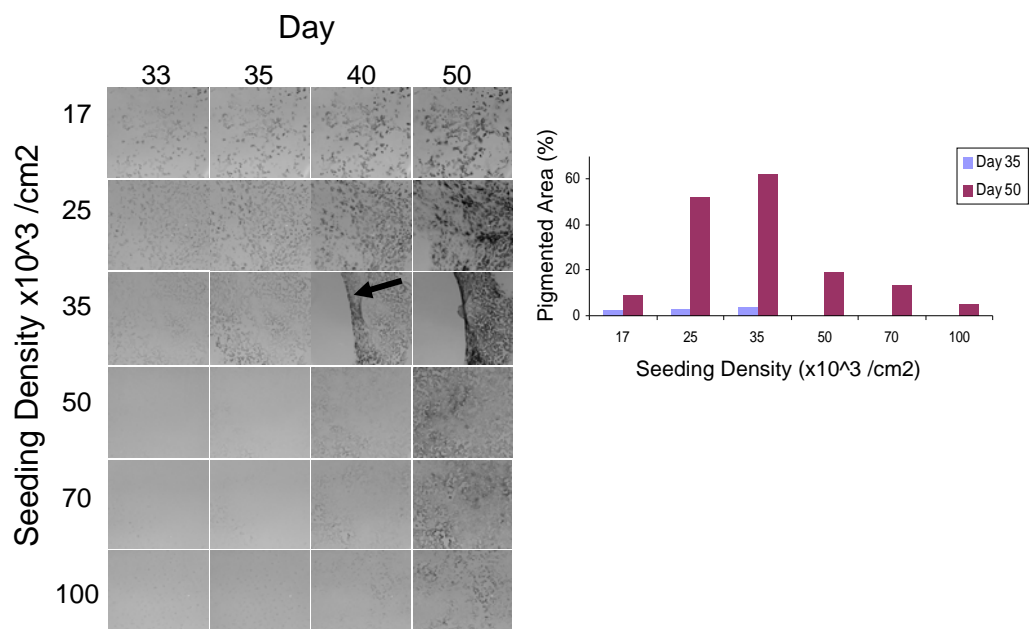 Day
33 35 40 50
Seeding Density x10^3 /cm2
17
25
35
50
70
100
Pigmented Area (%)
60
40
20
0
17 25 35 50 70 100
Seeding Density (x10^3 /cm2)
Day 35
Day 50